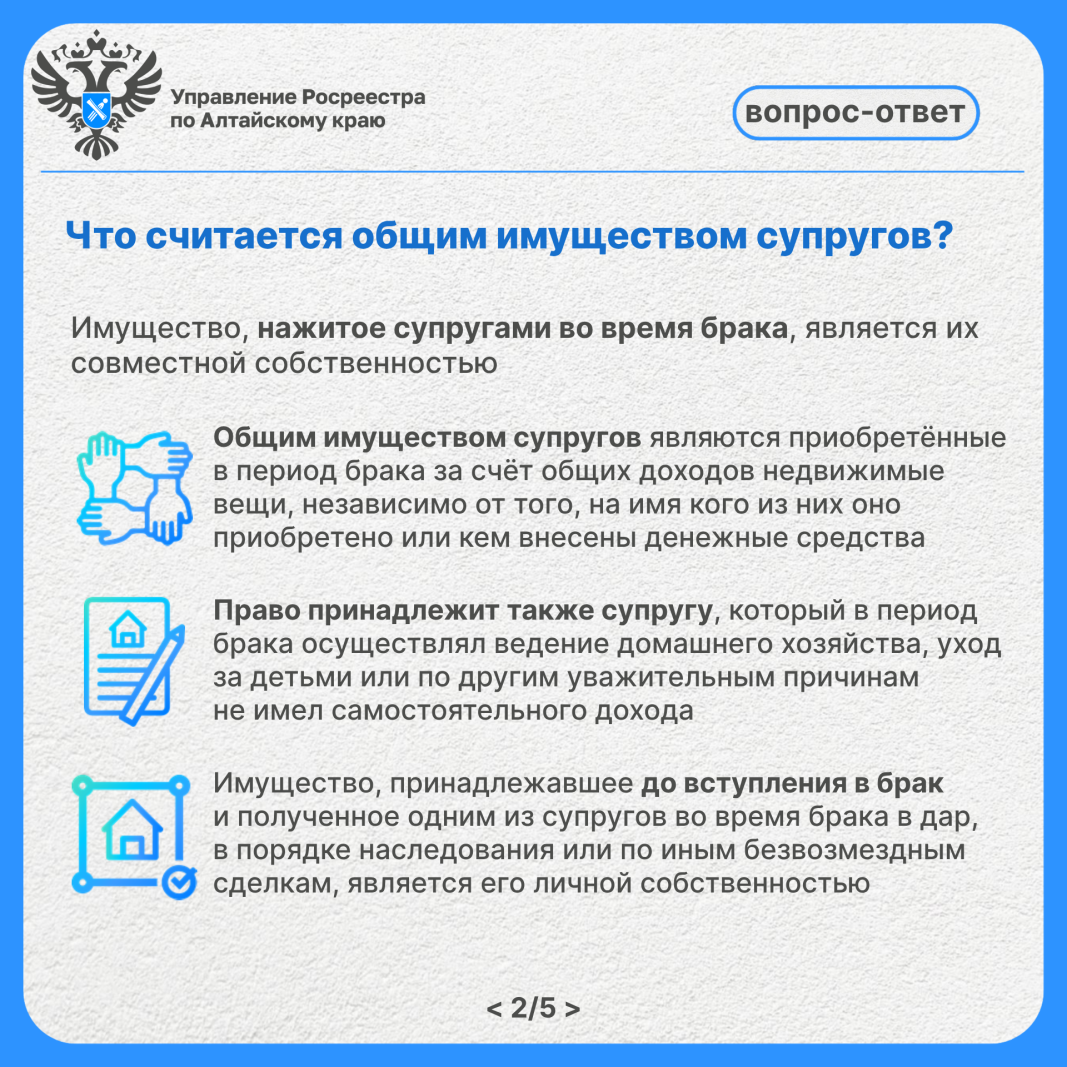 Управление Росреестра
по Алтайскому краю
вопрос-ответ
Что считается общим имуществом супругов?
Имущество, нажитое супругами во время брака, является их
совместной собственностью
Общим имуществом супругов являются приобретённые
в период брака за счёт общих доходов недвижимые
вещи, независимо от того, на имя кого из них оно
приобретено или кем внесены денежные средства
Право принадлежит также супругу, который в период
брака осуществлял ведение домашнего хозяйства, уход
за детьми или по другим уважительным причинам
не имел самостоятельного дохода
Имущество, принадлежавшее до вступления в брак
и полученное одним из супругов во время брака в дар,
в порядке наследования или по иным безвозмездным
сделкам, является его личной собственностью
< 2/5 >